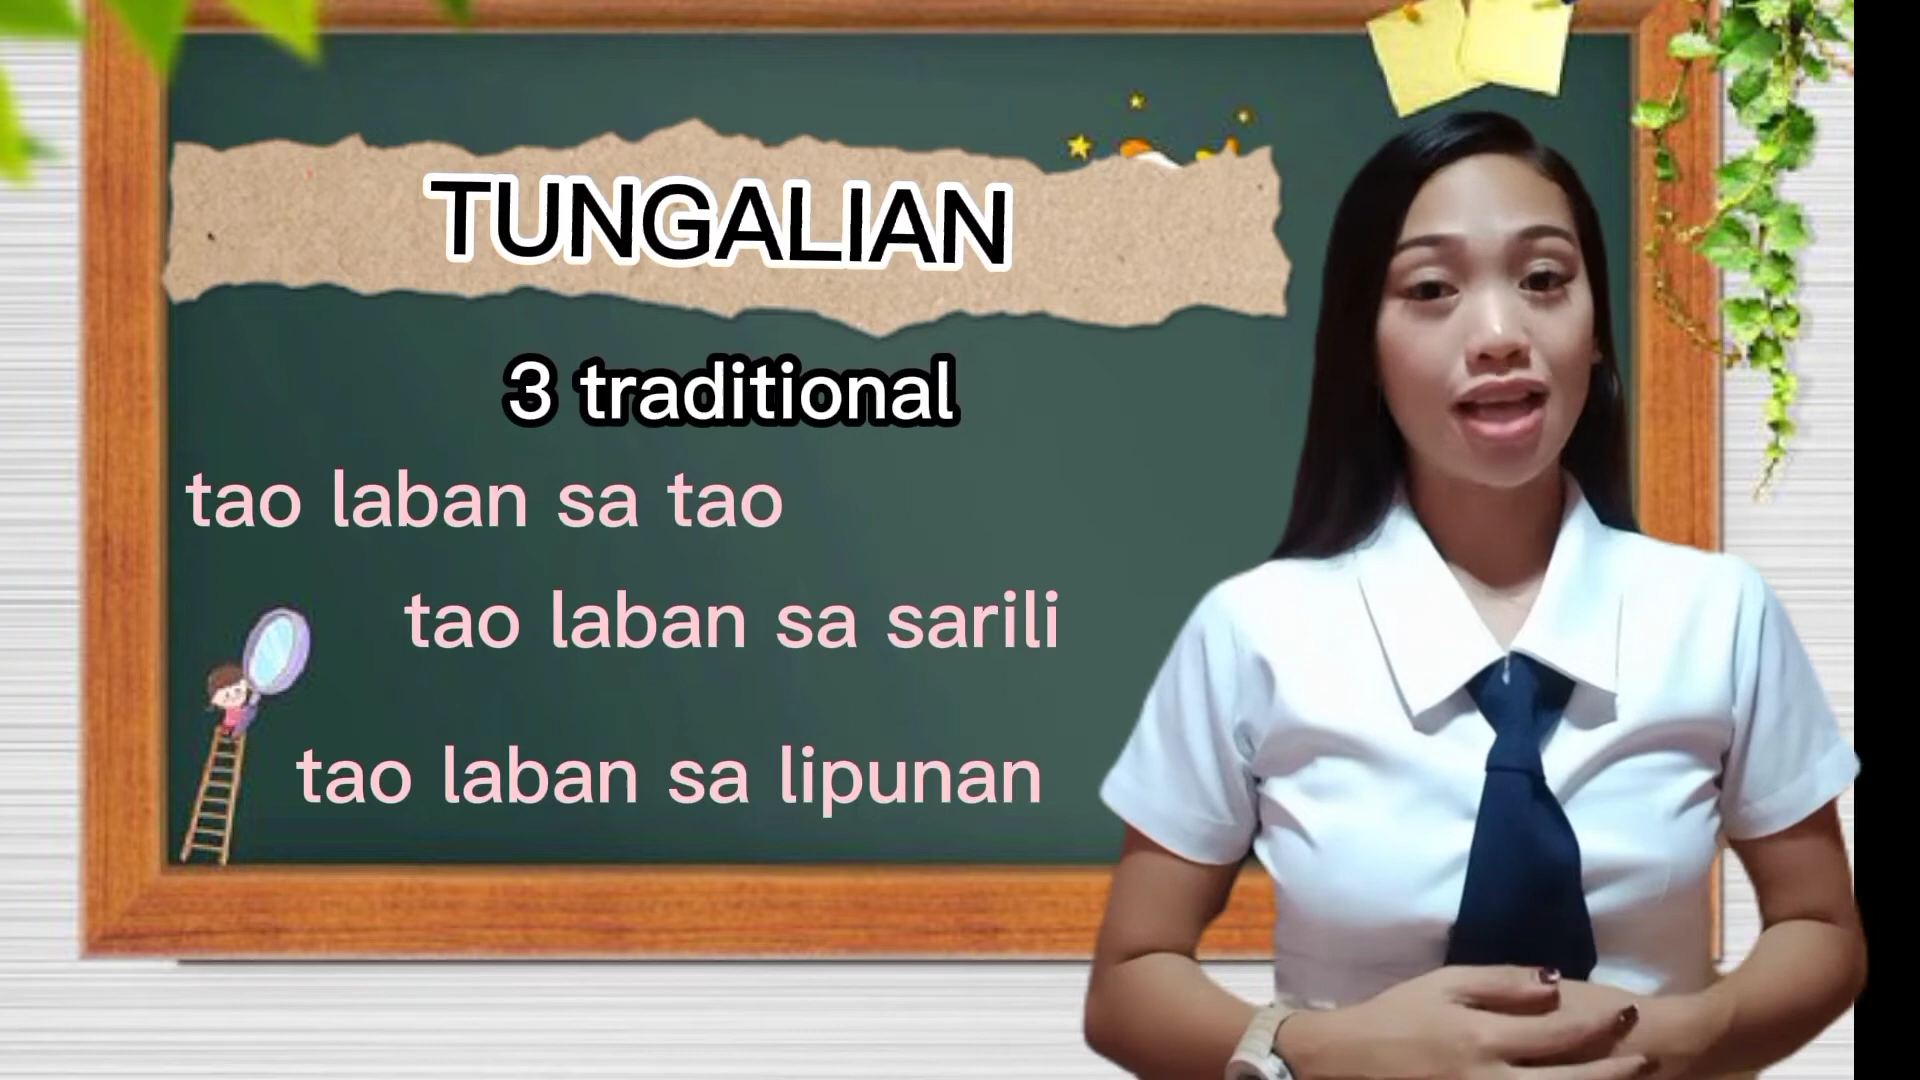 TUNGALIAN
3 traditional
tao laban sa tao
tao laban sa sarili
tao laban sa lipunan